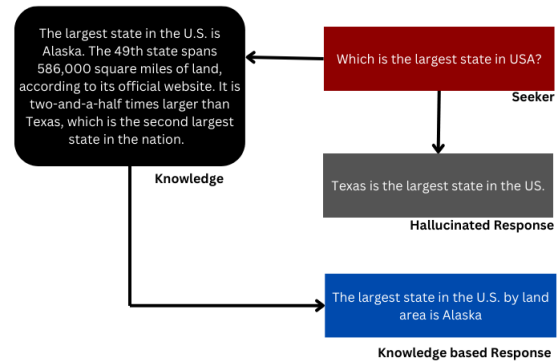 The largest state in the U.S. is
Alaska. The 49th state spans
586,000 square miles of land,
according to its official website. It is
two-and-a-half times larger than
Texas, which is the second largest
state in the nation.
Knowledge
Which is the largest state in USA?
Seeker
Texas is the largest state in the US.
Hallucinated Response
The largest state in the U.S. by land
area is Alaska
Knowledge based Response